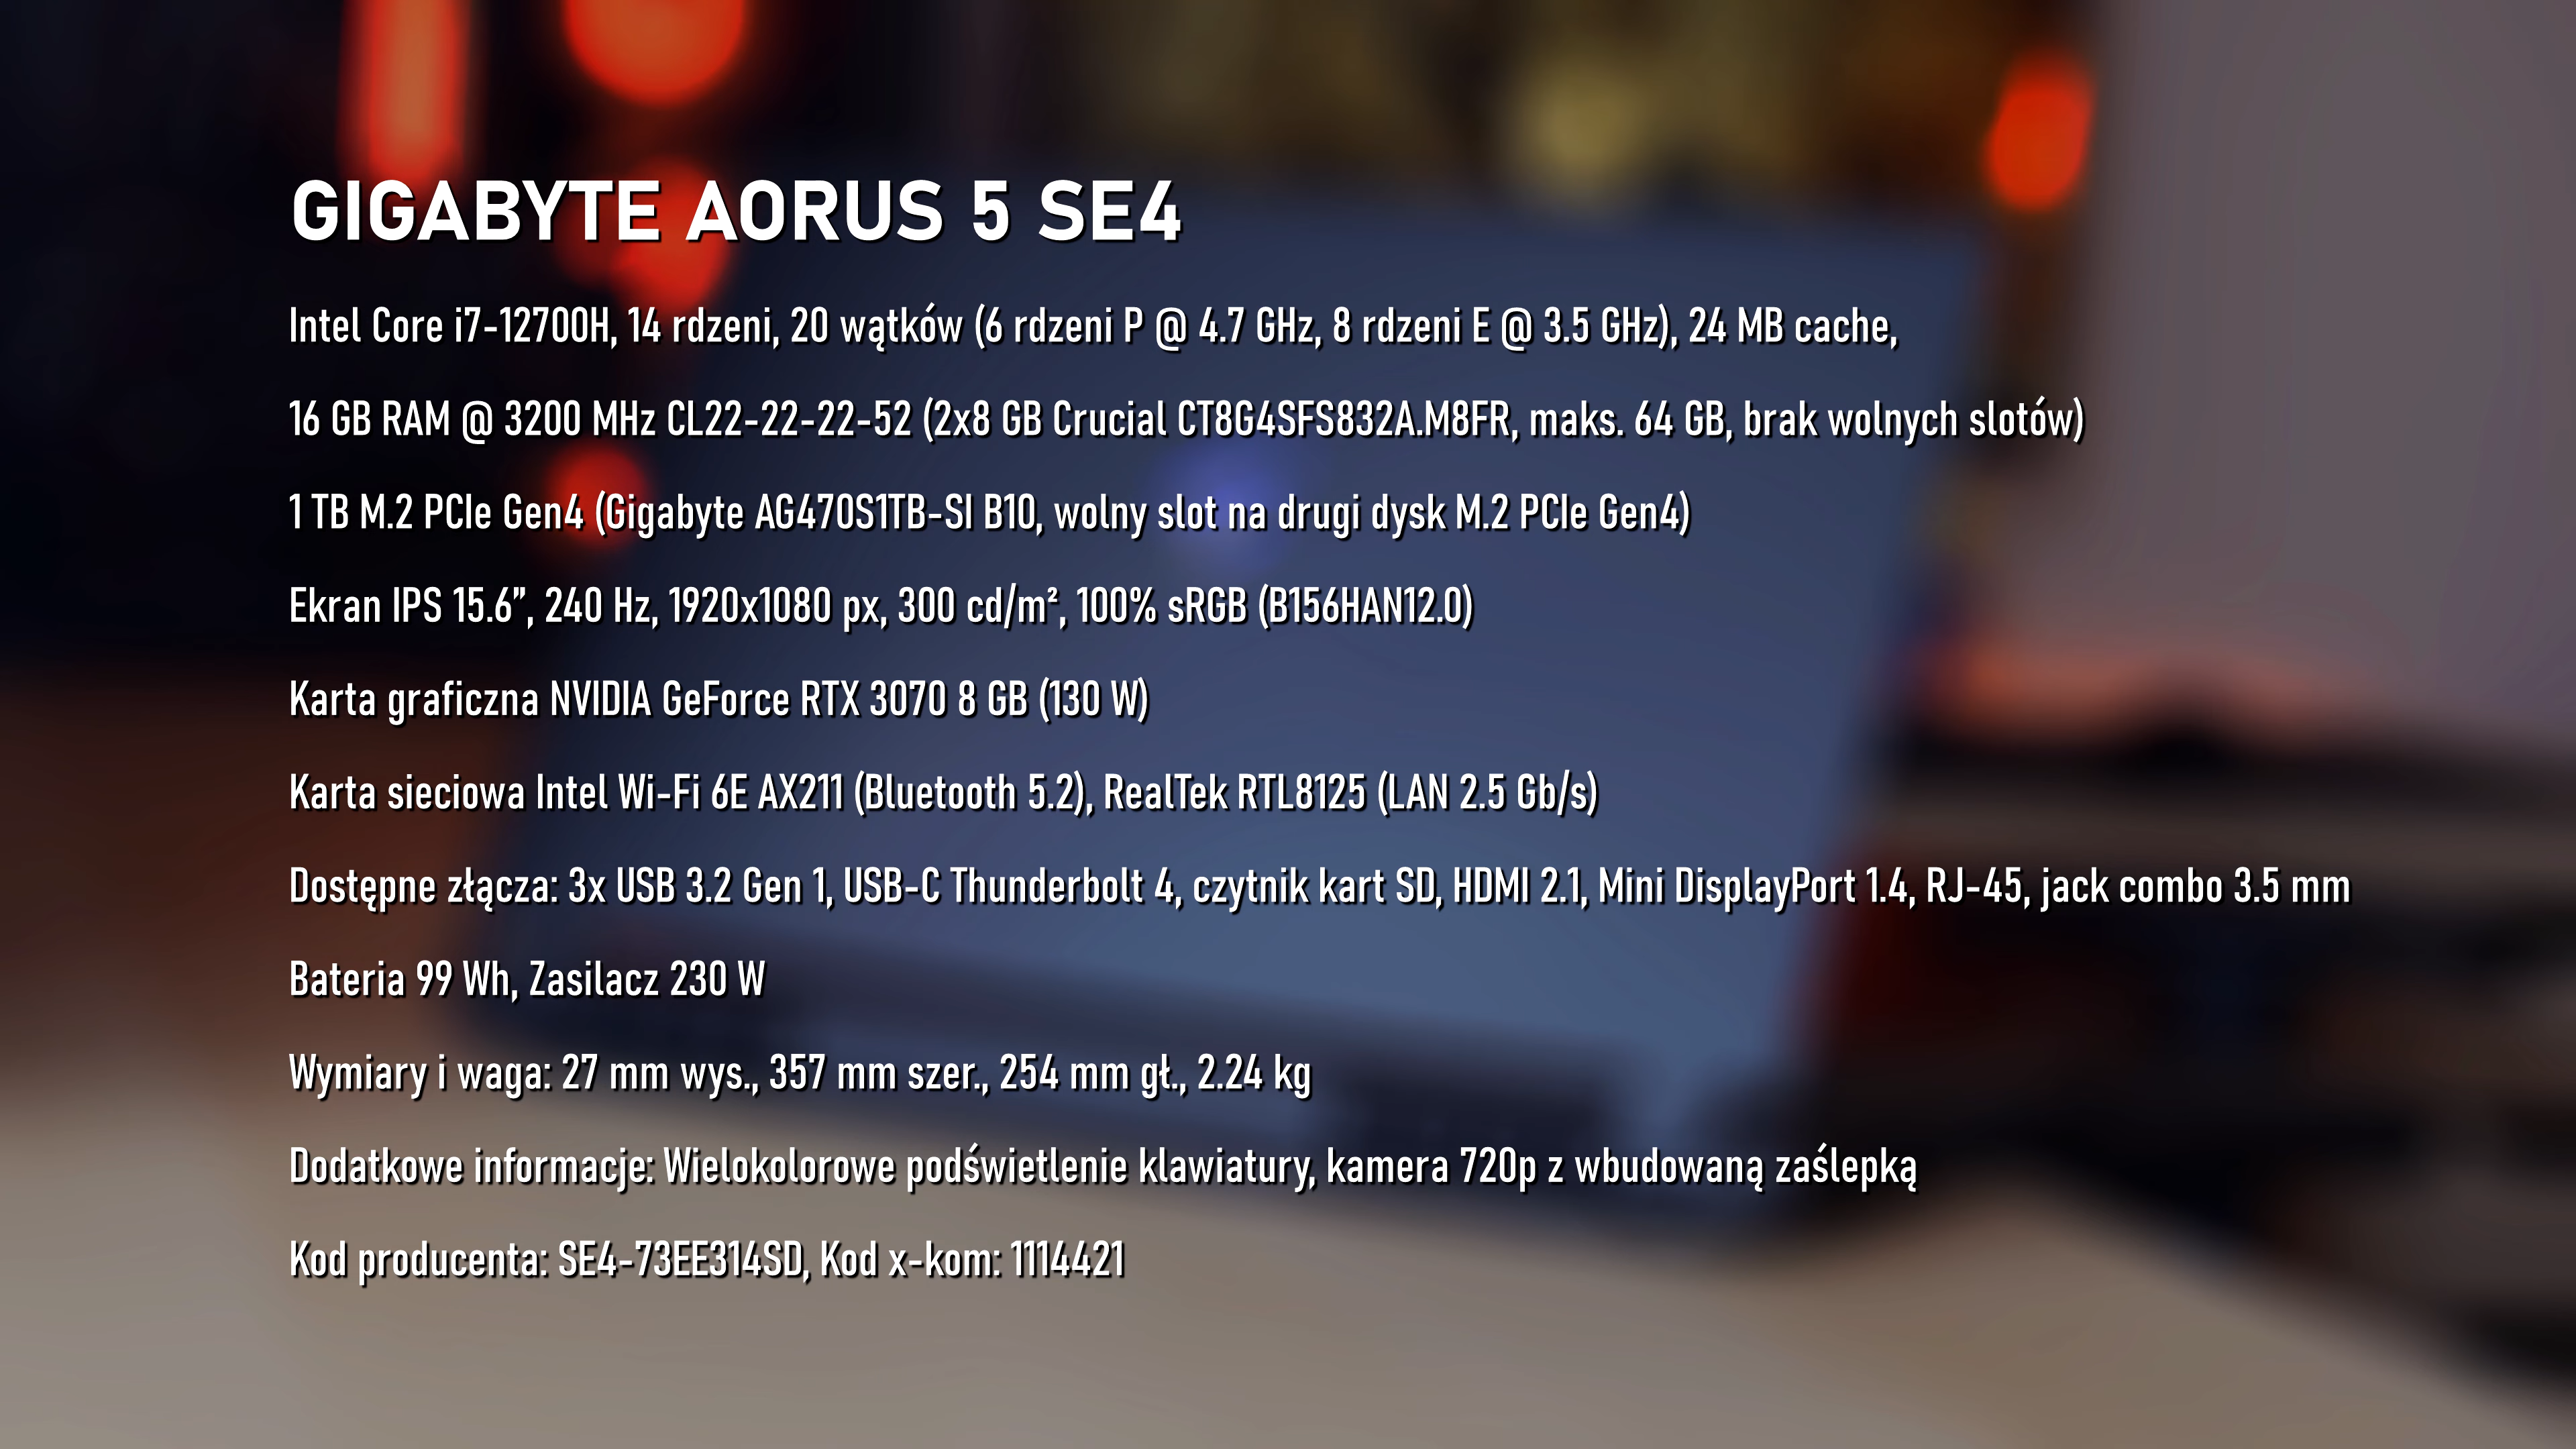 GIGABYTE AORUS 5 SE4
Intel Core i7-12700H, 14 rdzeni, 20 wątków (6 rdzeni P @ 4.7 GHz, 8 rdzeni E @ 3.5 GHz), 24 MB cache,
16 GB RAM @ 3200 MHz CL22-22-22-52 (2x8 GB Crucial CT8G4SFS832A.M8FR, maks. 64 GB, brak wolnych slotów)
1 TB M.2 PCIe Gen4 (Gigabyte AG470S1TB-SI B10, wolny slot na drugi dysk M.2 PCIe Gen4)
Ekran IPS 15.6”, 240 Hz, 1920x1080 px, 300 cd/m², 100% sRGB (B156HAN12.0)
Karta graficzna NVIDIA GeForce RTX 3070 8 GB (130 W)
Karta sieciowa Intel Wi-Fi 6E AX211 (Bluetooth 5.2), RealTek RTL8125 (LAN 2.5 Gb/s)
Dostępne złącza: 3x USB 3.2 Gen 1, USB-C Thunderbolt 4, czytnik kart SD, HDMI 2.1, Mini DisplayPort 1.4, RJ-45, jack combo 3.5 mm
Bateria 99 Wh, Zasilacz 230 W
Wymiary i waga: 27 mm wys., 357 mm szer., 254 mm gł., 2.24 kg
Dodatkowe informacje: Wielokolorowe podświetlenie klawiatury, kamera 720p z wbudowaną zaślepką
Kod producenta: SE4-73EE314SD, Kod x-kom: 1114421